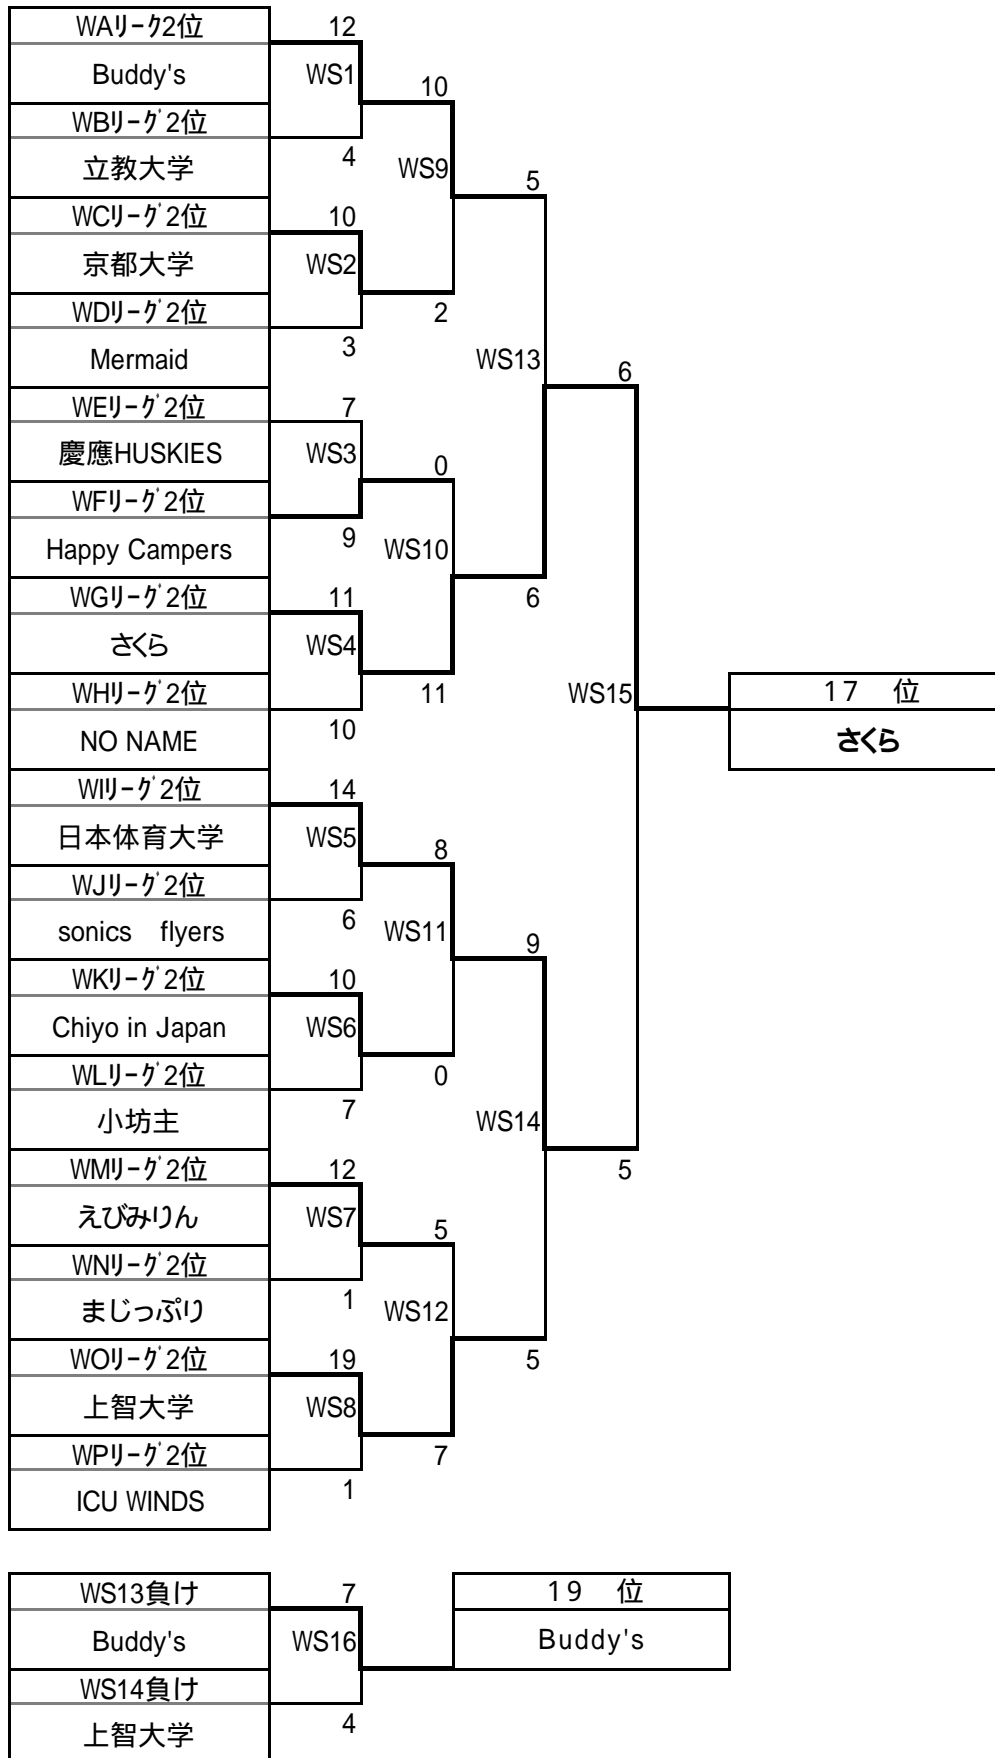 WAリーク2位 12
Buddy's WS1 10
WBリーグ2位
立教大学 4 WS9 5
WCリーグ2位 10
京都大学 WS2
WDリーグ2位 2
Mermaid 3 WS13 6
WEリーグ2位 7
慶應HUSKIES WS3 0
WFリーグ2位
Happy Campers 9 WS10
WGリーグ2位 11 6
さくら WS4
WHリーグ2位 11 WS15 17 位
NO NAME 10 さくら
WIリーグ2位 14
日本体育大学 WS5 8
WJリーグ2位
sonics flyers 6 WS11 9
WKリーグ2位 10
Chiyo in Japan WS6
WLリーグ2位 0
小坊主 7 WS14
WMリーグ2位 12 5
えびみりん WS7 5
WNリーグ2位
まじっぷり 1 WS12
WOリーグ2位 19 5
上智大学 WS8
WPリーグ2位 7
ICU WINDS 1
WS13負け 7 19 位
Buddy's WS16 Buddy's
WS14負け
上智大学 4